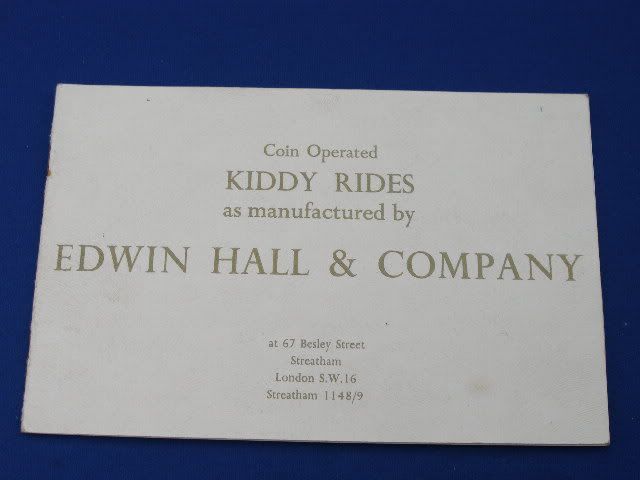 Coin Operated
KIDDY RIDES
as manufactured by
EDWIN HALL & COMPANY
at 67 Besley Street
Streatham
London S.W.16
Streatham 1148/9